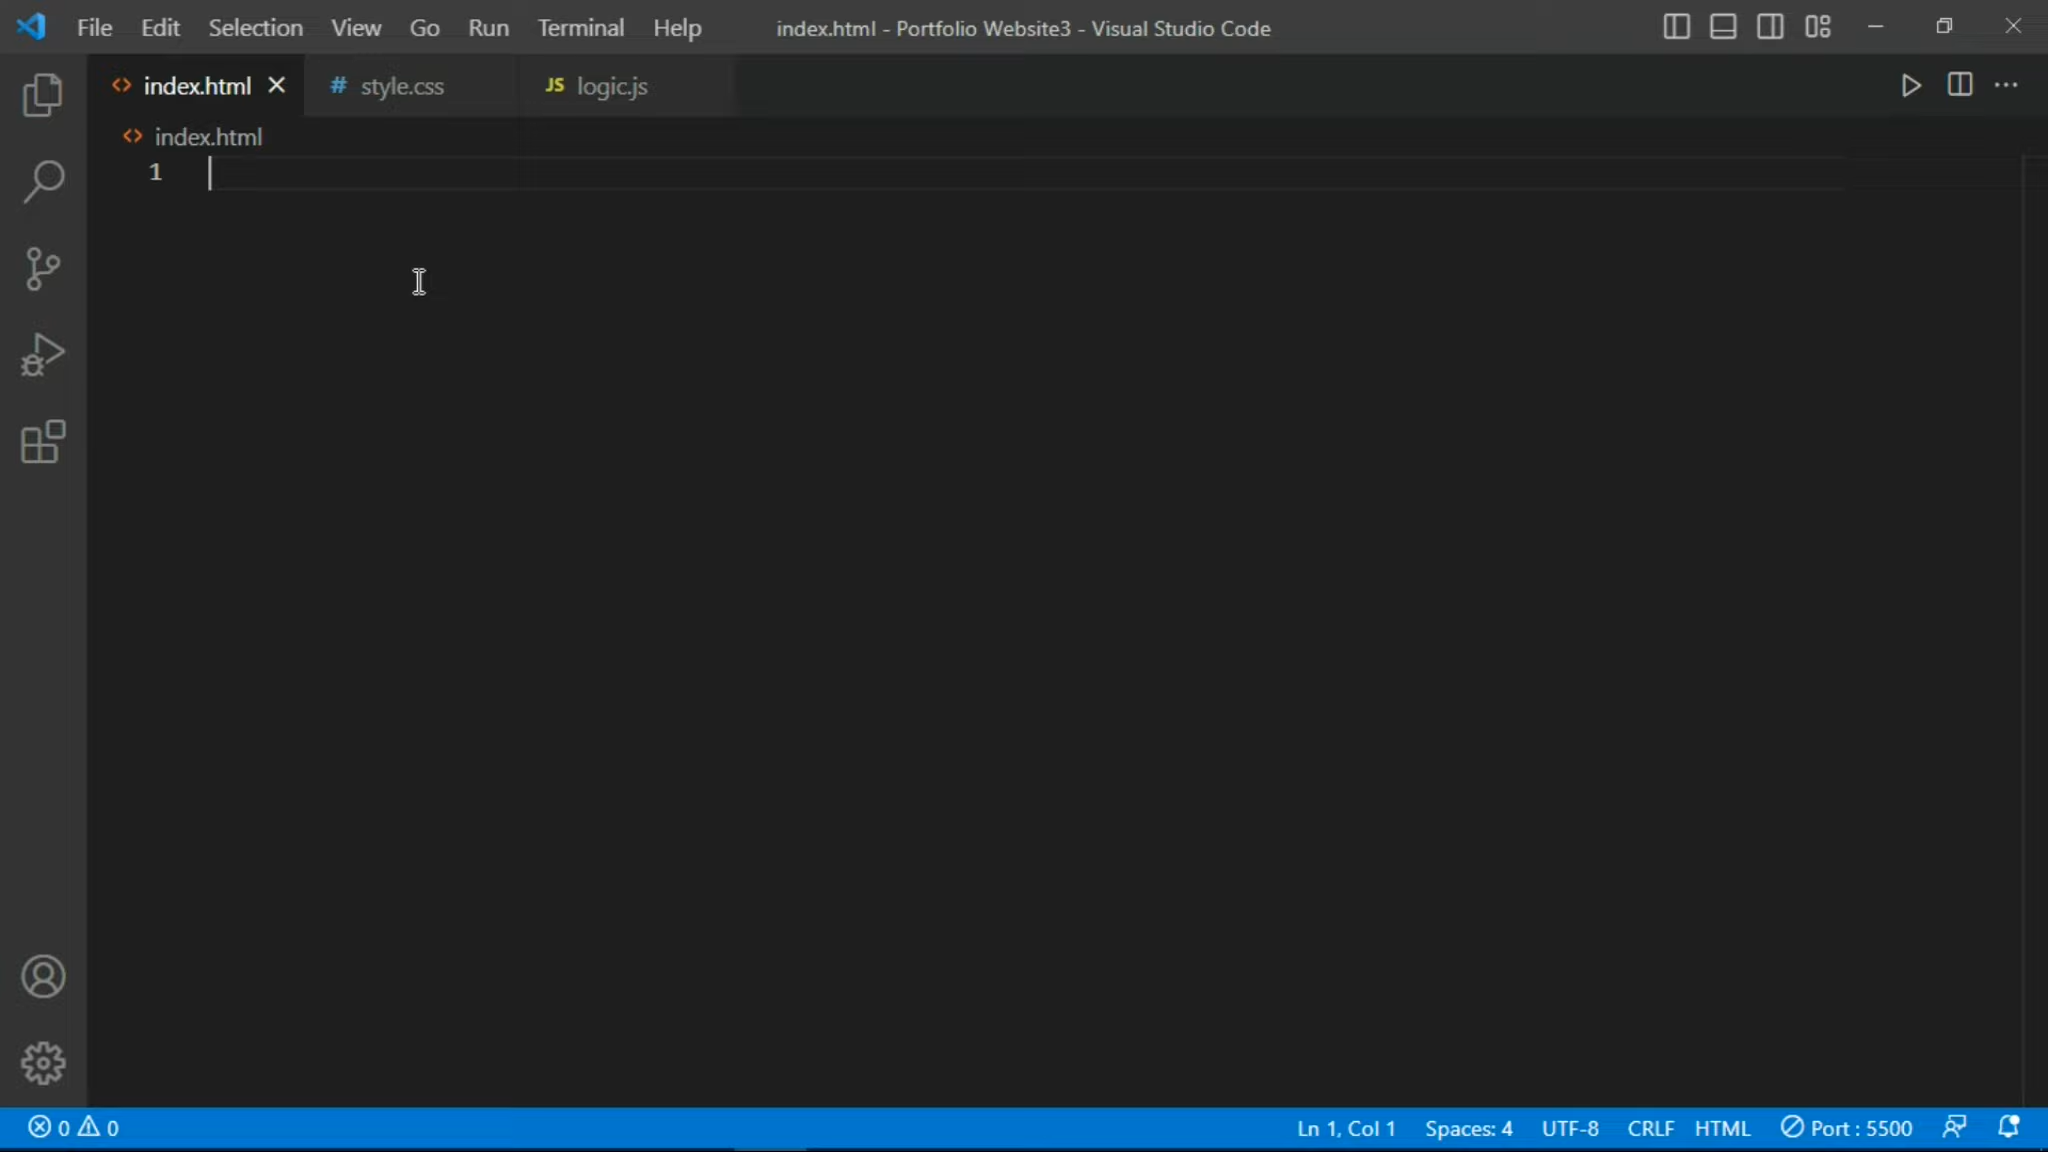 File Edit Selection View Go Run Terminal Help index.html - Portfolio Website3 - Visual Studio Code
index.html # style.css JS logic.js
index.html
1
0 0 Ln 1, Col 1 Spaces: 4 UTF-8 CRLF HTML Port : 5500